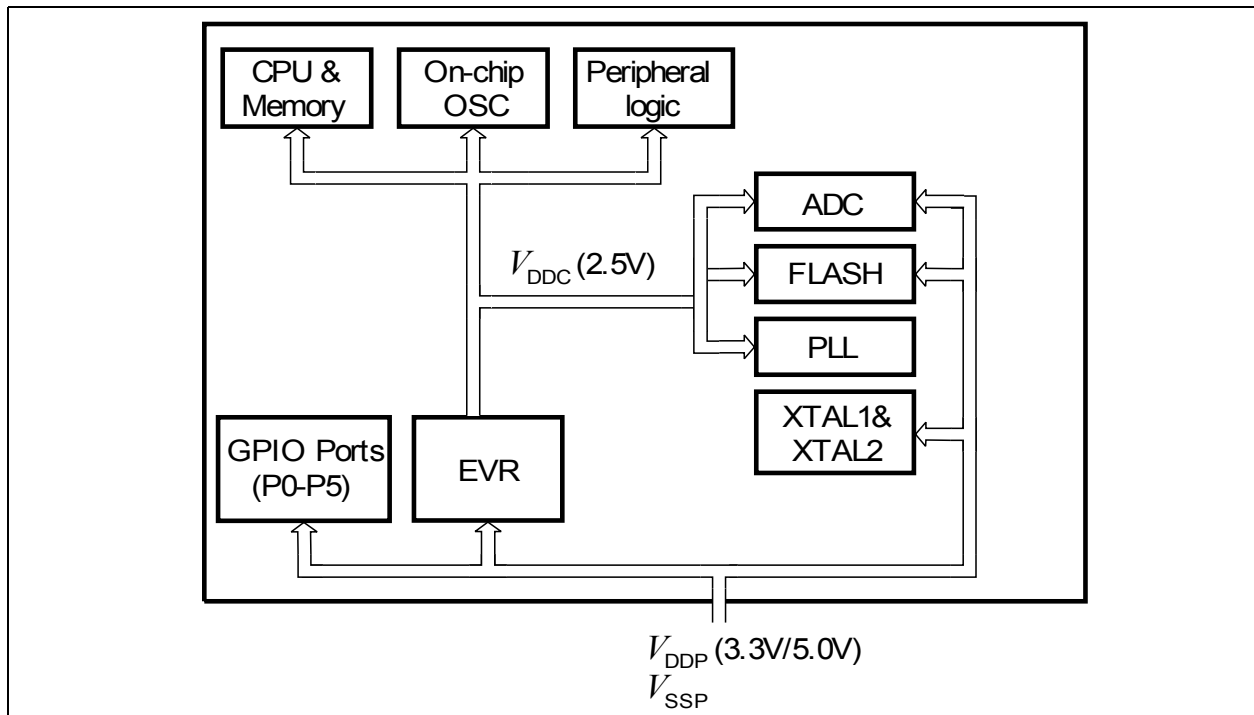 CPU &
Memory
On-chip
OSC
Peripheral
logic
ADC
V_DDC (2.5V)
FLASH
PLL
XTAL1&
XTAL2
GPIO Ports
(P0-P5)
EVR
V_DDP (3.3V/5.0V)
V_SSP